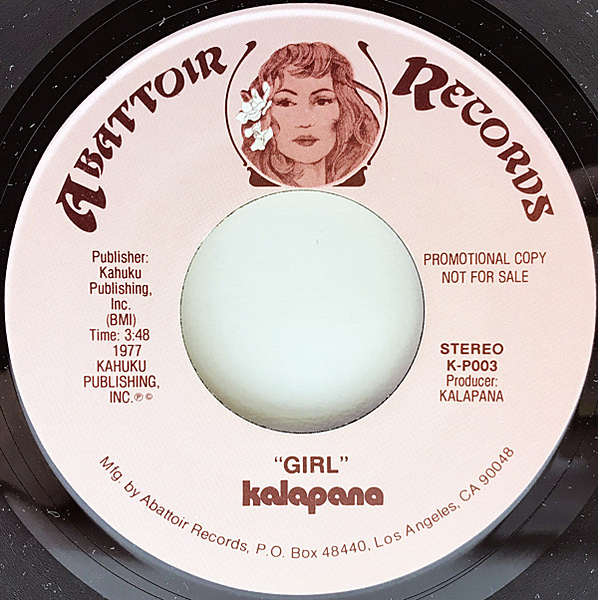 ABATTOIR RECORDS
Publisher:
Kahuku
Publishing,
Inc.
(BMI)
Time: 3:48
1977
KAHUKU
PUBLISHING,
INC.℗©
PROMOTIONAL COPY
NOT FOR SALE
STEREO
K-P003
Producer:
KALAPANA
“GIRL”
kalapana
Mfg. by Abattoir Records, P.O. Box 48440, Los Angeles, CA 90048